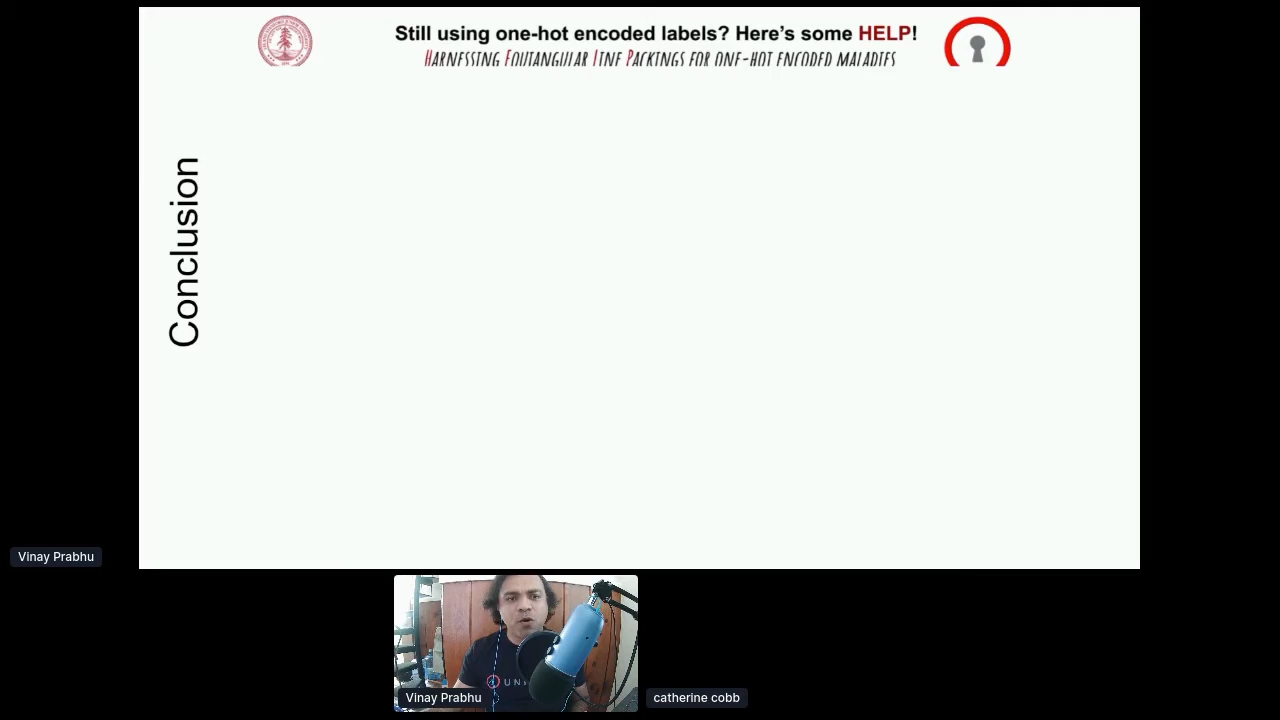 Still using one-hot encoded labels? Here's some HELP!
HARNESSING EQUIANGULAR LINE PACKINGS FOR ONE-HOT ENCODED MALADIES
Conclusion
Vinay Prabhu
UNI
Vinay Prabhu
catherine cobb